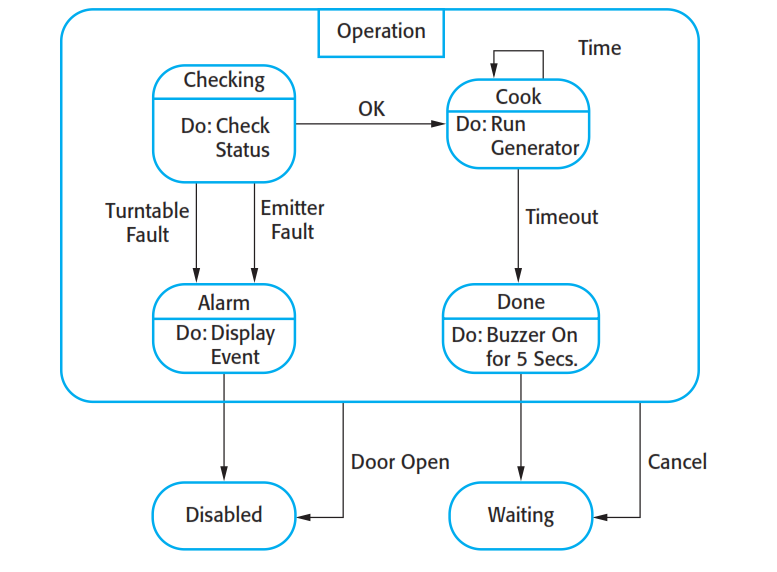 Operation
Time
Checking
Cook
OK
Do: Check
Status
Do: Run
Generator
Turntable
Fault
Emitter
Fault
Timeout
Alarm
Done
Do: Display
Event
Do: Buzzer On
for 5 Secs.
Door Open
Cancel
Disabled
Waiting